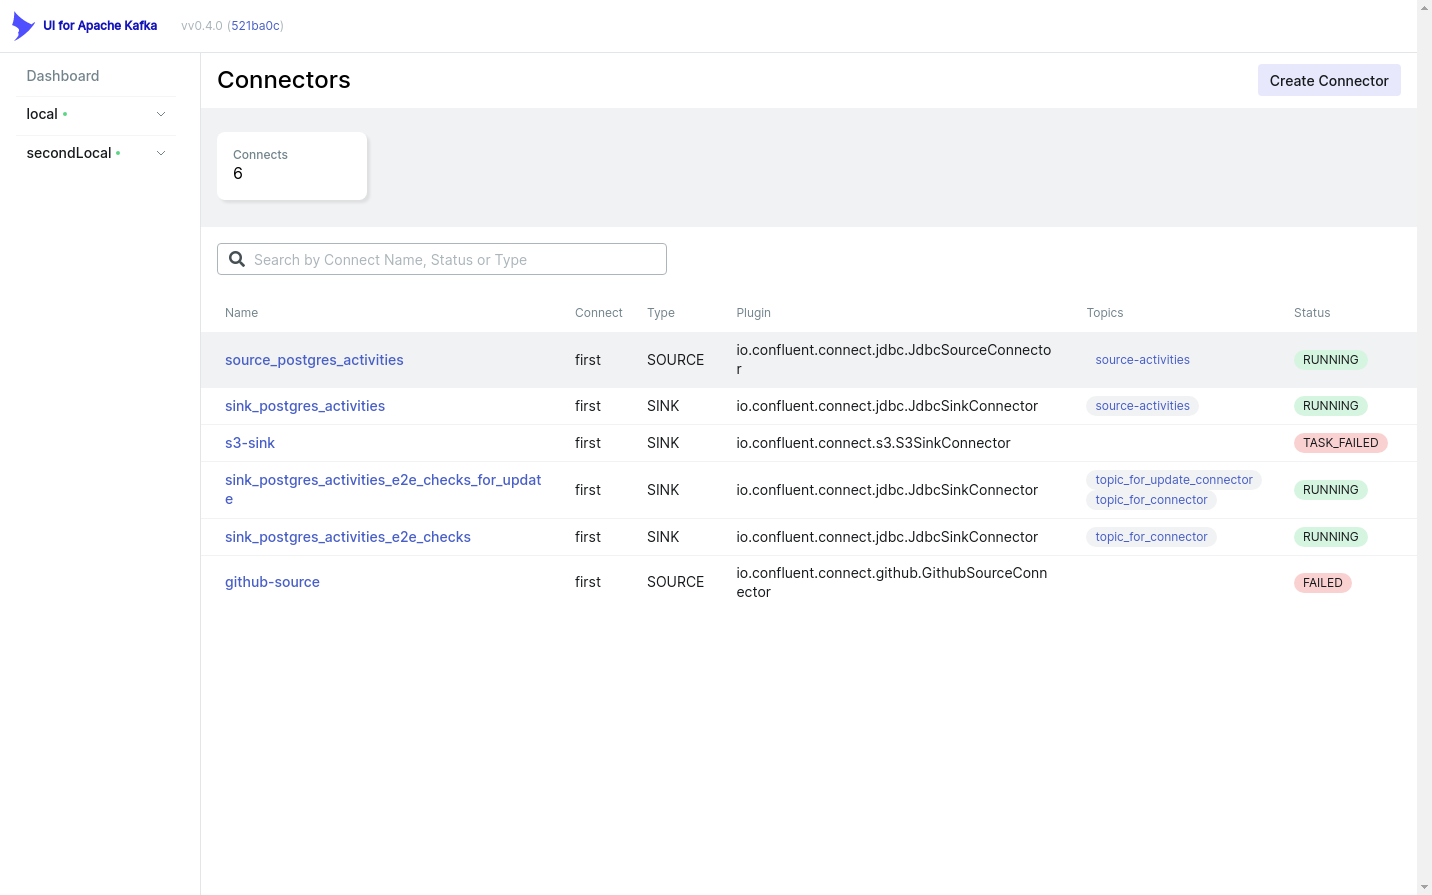 UI for Apache Kafka vv0.4.0 (521ba0c)
Dashboard
local
secondLocal
Connectors
Create Connector
Connects
6
Search by Connect Name, Status or Type
Name Connect Type Plugin Topics Status
source_postgres_activities first SOURCE io.confluent.connect.jdbc.JdbcSourceConnecto
r source-activities RUNNING
sink_postgres_activities first SINK io.confluent.connect.jdbc.JdbcSinkConnector source-activities RUNNING
s3-sink first SINK io.confluent.connect.s3.S3SinkConnector TASK_FAILED
sink_postgres_activities_e2e_checks_for_updat
e first SINK io.confluent.connect.jdbc.JdbcSinkConnector topic_for_update_connector
topic_for_connector RUNNING
sink_postgres_activities_e2e_checks first SINK io.confluent.connect.jdbc.JdbcSinkConnector topic_for_connector RUNNING
github-source first SOURCE io.confluent.connect.github.GithubSourceConn
ector FAILED